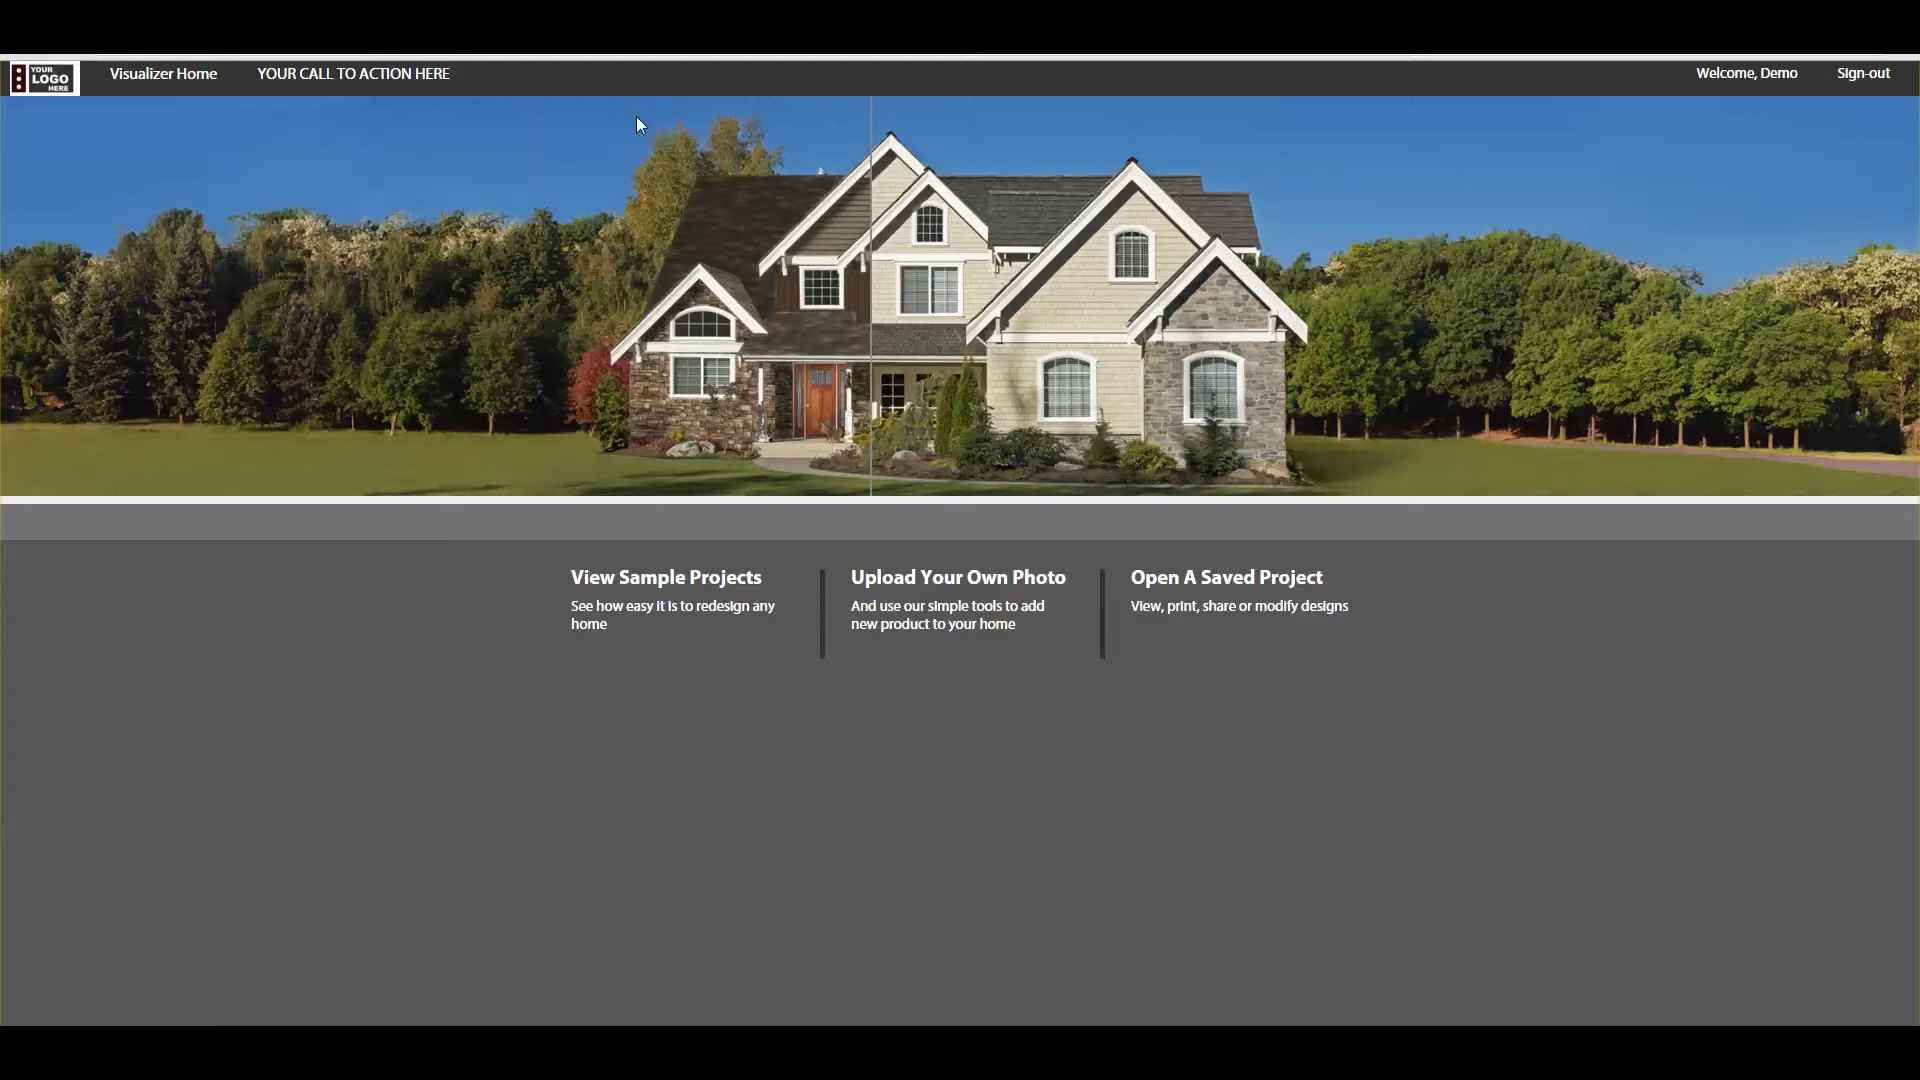 YOUR
LOGO
HERE
Visualizer Home
YOUR CALL TO ACTION HERE
Welcome, Demo
Sign-out
View Sample Projects
See how easy it is to redesign any
home
Upload Your Own Photo
And use our simple tools to add
new product to your home
Open A Saved Project
View, print, share or modify designs